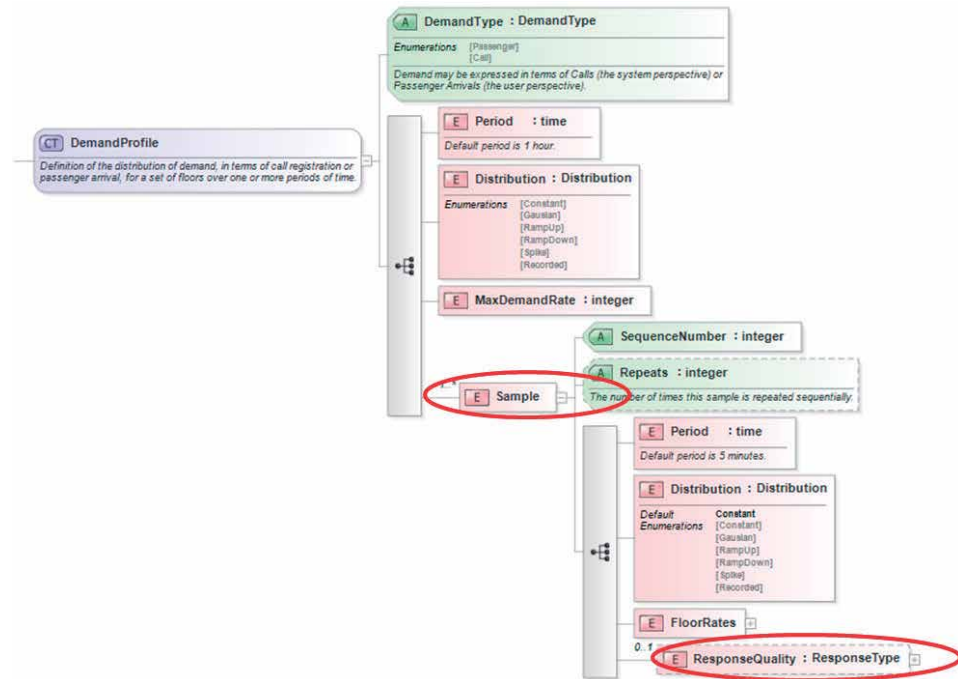 A DemandType : DemandType
Enumerations [Passenger]
[Call]
Demand may be expressed in terms of Calls (the system perspective) or
Passenger Arrivals (the user perspective).
CT DemandProfile
Definition of the distribution of demand, in terms of call registration or
passenger arrival, for a set of floors over one or more periods of time.
E Period : time
Default period is 1 hour.
E Distribution : Distribution
Enumerations [Constant]
[Gausian]
[RampUp]
[RampDown]
[Spike]
[Recorded]
E MaxDemandRate : integer
E Sample
A SequenceNumber : integer
A Repeats : integer
The number of times this sample is repeated sequentially.
E Period : time
Default period is 5 minutes.
E Distribution : Distribution
Default Constant
Enumerations [Constant]
[Gausian]
[RampUp]
[RampDown]
[Spike]
[Recorded]
E FloorRates
0..1
E ResponseQuality : ResponseType